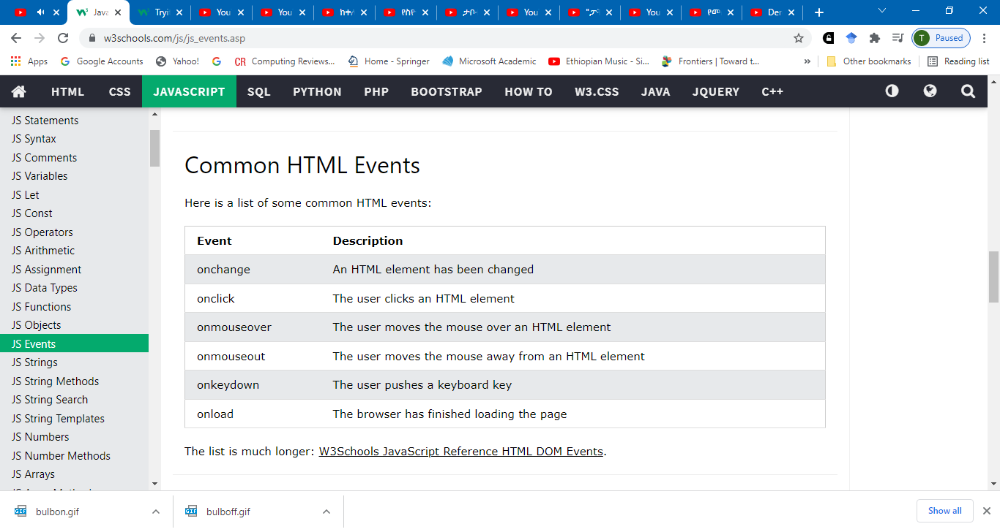 Java
Tryi
You
You
ከቀ/
የስየ
ታቦ-
You
"ፖ
You
የመ
Der
w3schools.com/js/js_events.asp
T Paused
Apps Google Accounts Yahoo! CR Computing Reviews... Home - Springer Microsoft Academic Ethiopian Music - Si... Frontiers | Toward t... » Other bookmarks Reading list
HTML CSS JAVASCRIPT SQL PYTHON PHP BOOTSTRAP HOW TO W3.CSS JAVA JQUERY C++
JS Statements
JS Syntax
JS Comments
JS Variables
JS Let
JS Const
JS Operators
JS Arithmetic
JS Assignment
JS Data Types
JS Functions
JS Objects
JS Events
JS Strings
JS String Methods
JS String Search
JS String Templates
JS Numbers
JS Number Methods
JS Arrays
Common HTML Events
Here is a list of some common HTML events:
Event Description
onchange An HTML element has been changed
onclick The user clicks an HTML element
onmouseover The user moves the mouse over an HTML element
onmouseout The user moves the mouse away from an HTML element
onkeydown The user pushes a keyboard key
onload The browser has finished loading the page
The list is much longer: W3Schools JavaScript Reference HTML DOM Events.
GIF bulbon.gif
GIF bulboff.gif
Show all